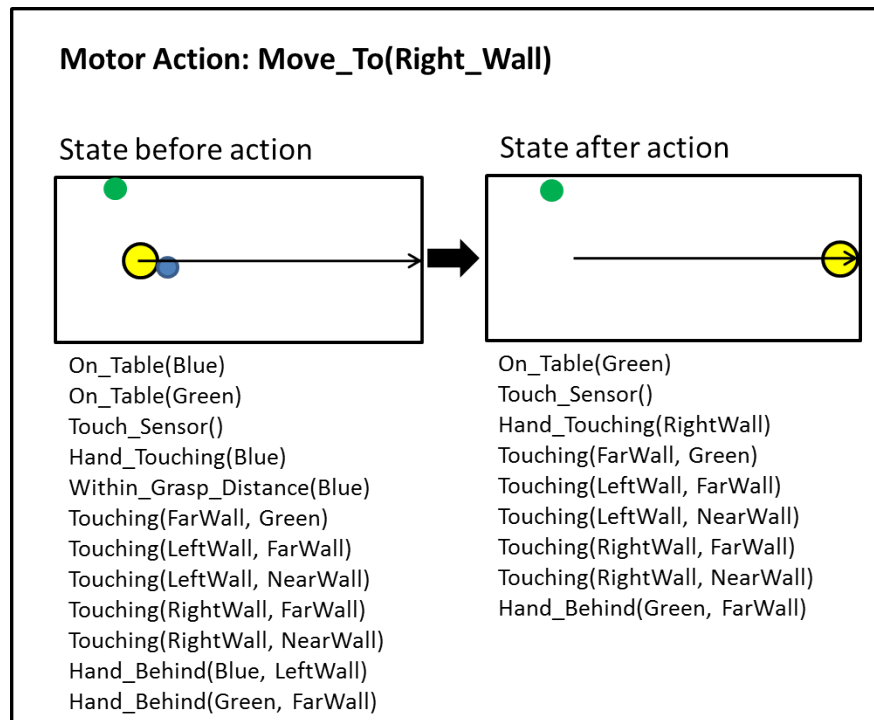 Motor Action: Move_To(Right_Wall)
State before action
On_Table(Blue)
On_Table(Green)
Touch_Sensor()
Hand_Touching(Blue)
Within_Grasp_Distance(Blue)
Touching(FarWall, Green)
Touching(LeftWall, FarWall)
Touching(LeftWall, NearWall)
Touching(RightWall, FarWall)
Touching(RightWall, NearWall)
Hand_Behind(Blue, LeftWall)
Hand_Behind(Green, FarWall)
State after action
On_Table(Green)
Touch_Sensor()
Hand_Touching(RightWall)
Touching(FarWall, Green)
Touching(LeftWall, FarWall)
Touching(LeftWall, NearWall)
Touching(RightWall, FarWall)
Touching(RightWall, NearWall)
Hand_Behind(Green, FarWall)